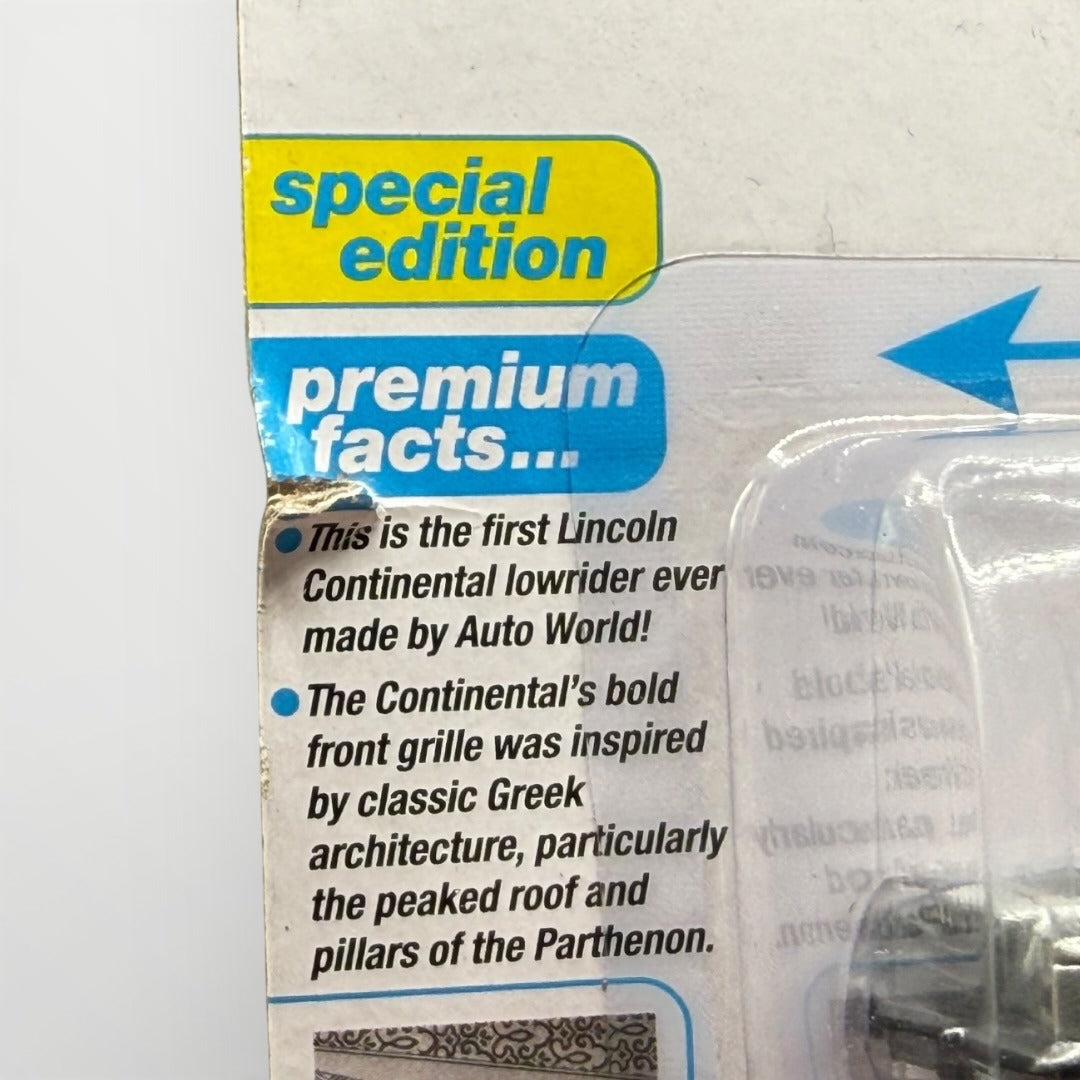 special
edition
premium
facts...
This is the first Lincoln
Continental lowrider ever
made by Auto World!
The Continental's bold
front grille was inspired
by classic Greek
architecture, particularly
the peaked roof and
pillars of the Parthenon.